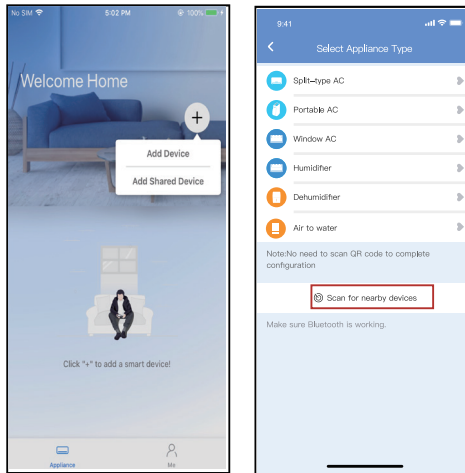 No SIM 5:02 PM 100%
Welcome Home
+
Add Device
Add Shared Device
Click "+" to add a smart device!
Appliance Me
9:41
Select Appliance Type
Split-type AC
Portable AC
Window AC
Humidifier
Dehumidifier
Air to water
Note:No need to scan QR code to complete
configuration
Scan for nearby devices
Make sure Bluetooth is working.